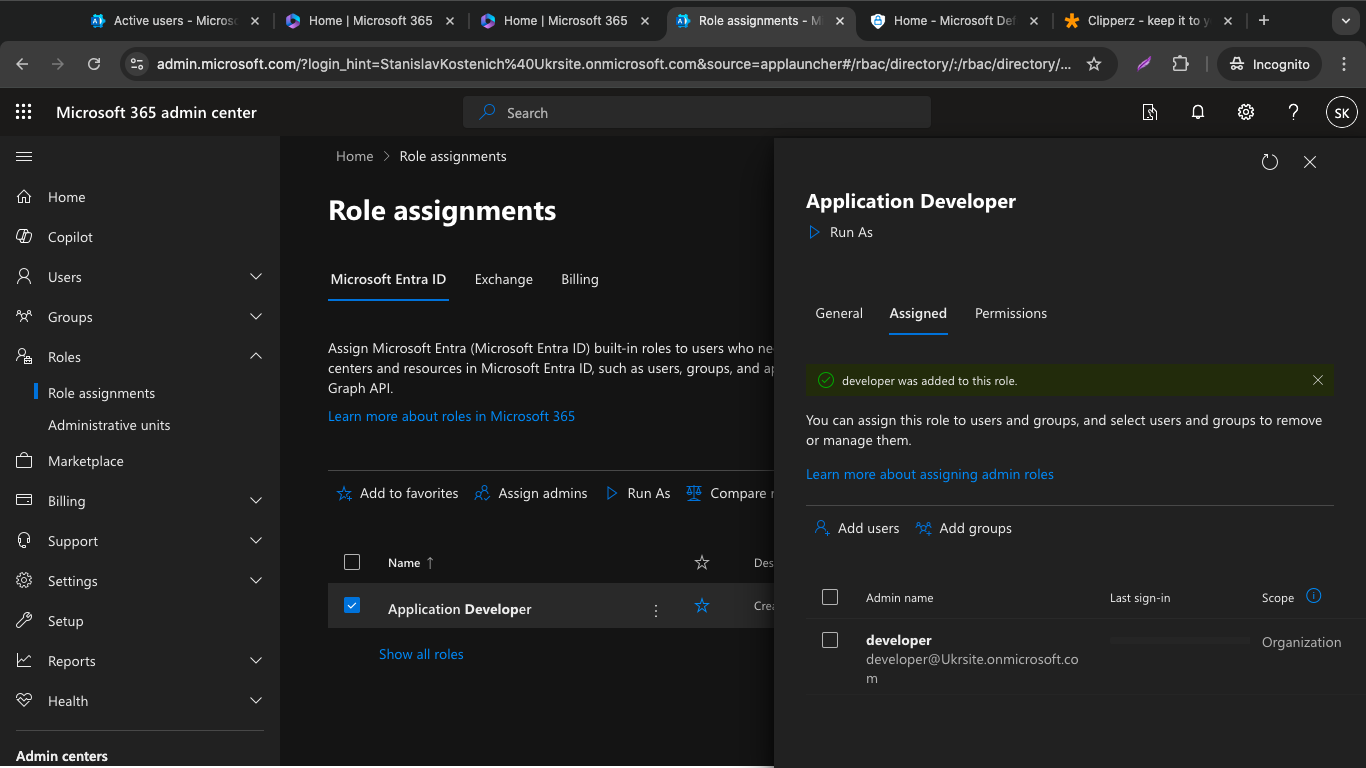 Active users - Microso
Home | Microsoft 365
Home | Microsoft 365
Role assignments - M
Home - Microsoft Def
Clipperz - keep it to y
admin.microsoft.com/?login_hint=StanislavKostenich%40Ukrsite.onmicrosoft.com&source=applauncher#/rbac/directory/:/rbac/directory/...
Incognito
Microsoft 365 admin center
Search
SK
Home
Copilot
Users
Groups
Roles
Role assignments
Administrative units
Marketplace
Billing
Support
Settings
Setup
Reports
Health
Admin centers
Home > Role assignments
Role assignments
Microsoft Entra ID
Exchange
Billing
Assign Microsoft Entra (Microsoft Entra ID) built-in roles to users who ne
centers and resources in Microsoft Entra ID, such as users, groups, and ap
Graph API.
Learn more about roles in Microsoft 365
Add to favorites
Assign admins
Run As
Compare r
Name ↑
Des
Application Developer
Crea
Show all roles
Application Developer
Run As
General
Assigned
Permissions
developer was added to this role.
You can assign this role to users and groups, and select users and groups to remove
or manage them.
Learn more about assigning admin roles
Add users
Add groups
Admin name
Last sign-in
Scope
developer
Organization
developer@Ukrsite.onmicrosoft.co
m